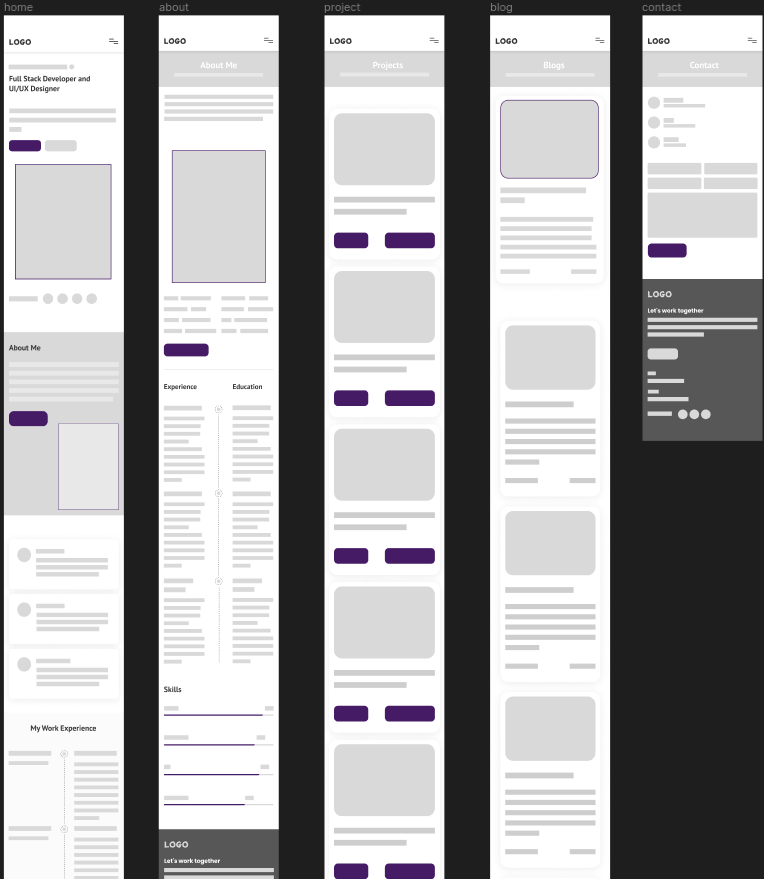 home
LOGO
Full Stack Developer and
UI/UX Designer
About Me
My Work Experience
about
LOGO
About Me
Experience
Education
Skills
LOGO
Let's work together
project
LOGO
Projects
blog
LOGO
Blogs
contact
LOGO
Contact
LOGO
Let's work together